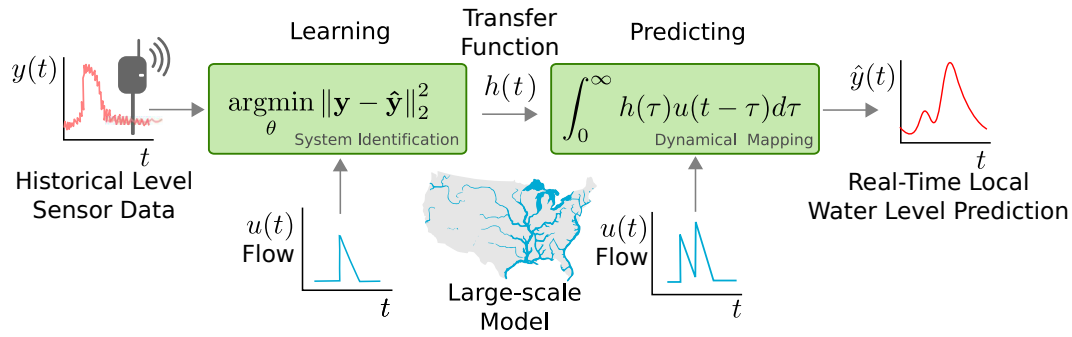 Learning
Transfer
Function
Predicting
y(t)
t
Historical Level
Sensor Data
argmin
θ
‖y − ŷ‖₂²
System Identification
h(t)
∫₀^∞ h(τ)u(t − τ)dτ
Dynamical Mapping
ŷ(t)
t
Real-Time Local
Water Level Prediction
u(t)
Flow
t
Large-scale
Model
u(t)
Flow
t